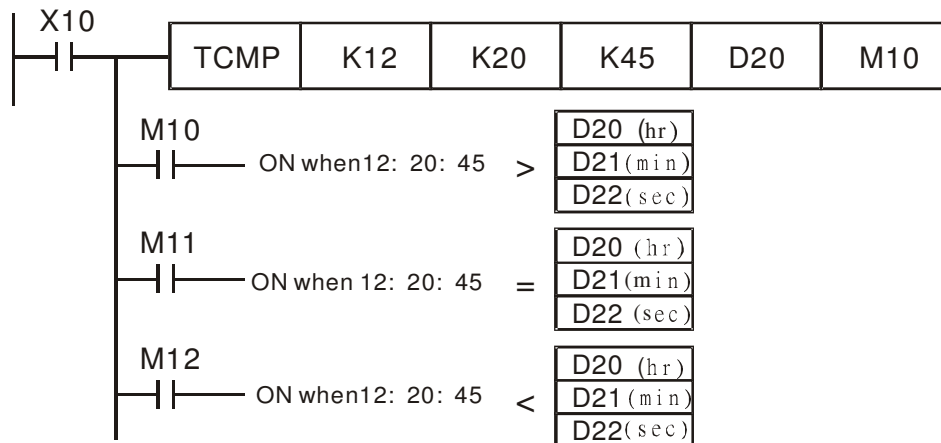 X10
TCMP K12 K20 K45 D20 M10
M10
ON when12: 20: 45 >
D20 (hr)
D21(min)
D22(sec)
M11
ON when 12: 20: 45 =
D20 (hr)
D21(min)
D22 (sec)
M12
ON when12: 20: 45 <
D20 (hr)
D21(min)
D22(sec)